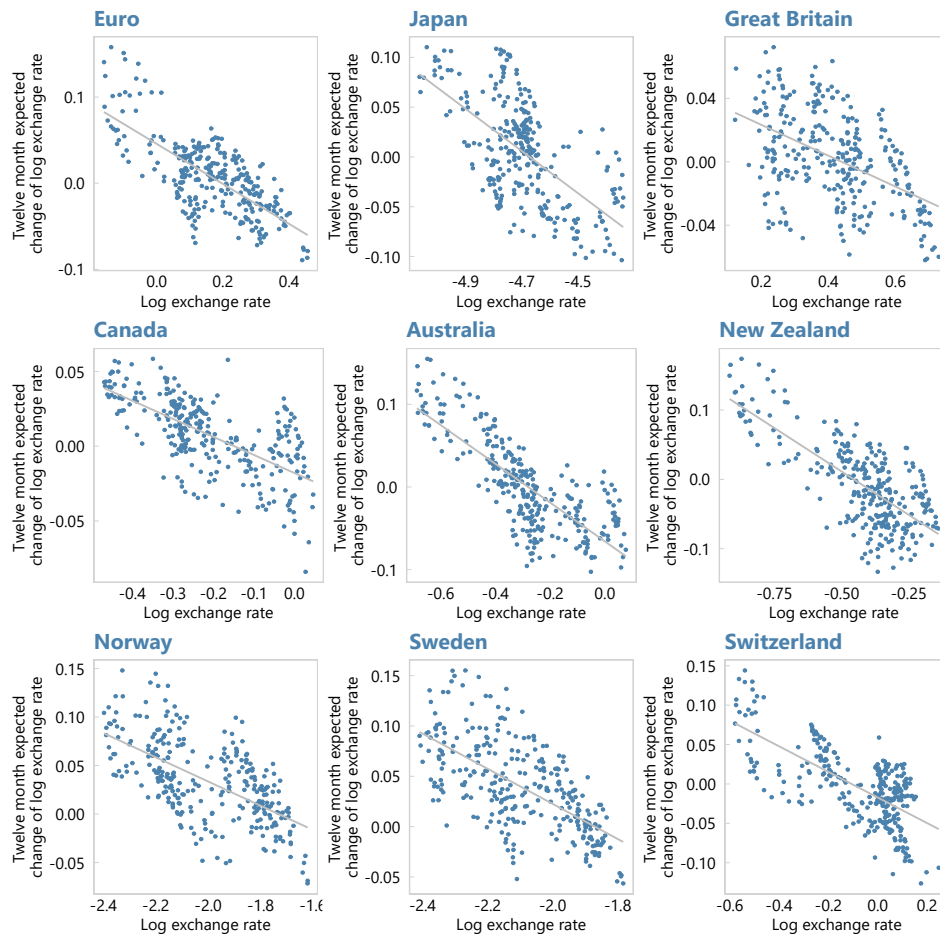 Euro
Japan
Great Britain
Twelve month expected
change of log exchange rate
0.1
0.0
-0.1
0.0
0.2
0.4
Log exchange rate
Twelve month expected
change of log exchange rate
0.10
0.05
0.00
-0.05
-0.10
-4.9
-4.7
-4.5
Log exchange rate
Twelve month expected
change of log exchange rate
0.04
0.00
-0.04
0.2
0.4
0.6
Log exchange rate
Canada
Australia
New Zealand
Twelve month expected
change of log exchange rate
0.05
0.00
-0.05
-0.4
-0.3
-0.2
-0.1
0.0
Log exchange rate
Twelve month expected
change of log exchange rate
0.1
0.0
-0.1
-0.6
-0.4
-0.2
0.0
Log exchange rate
Twelve month expected
change of log exchange rate
0.1
0.0
-0.1
-0.75
-0.50
-0.25
Log exchange rate
Norway
Sweden
Switzerland
Twelve month expected
change of log exchange rate
0.15
0.10
0.05
0.00
-0.05
-2.4
-2.2
-2.0
-1.8
-1.6
Log exchange rate
Twelve month expected
change of log exchange rate
0.15
0.10
0.05
0.00
-0.05
-2.4
-2.2
-2.0
-1.8
Log exchange rate
Twelve month expected
change of log exchange rate
0.15
0.10
0.05
0.00
-0.05
-0.10
-0.6
-0.4
-0.2
0.0
0.2
Log exchange rate